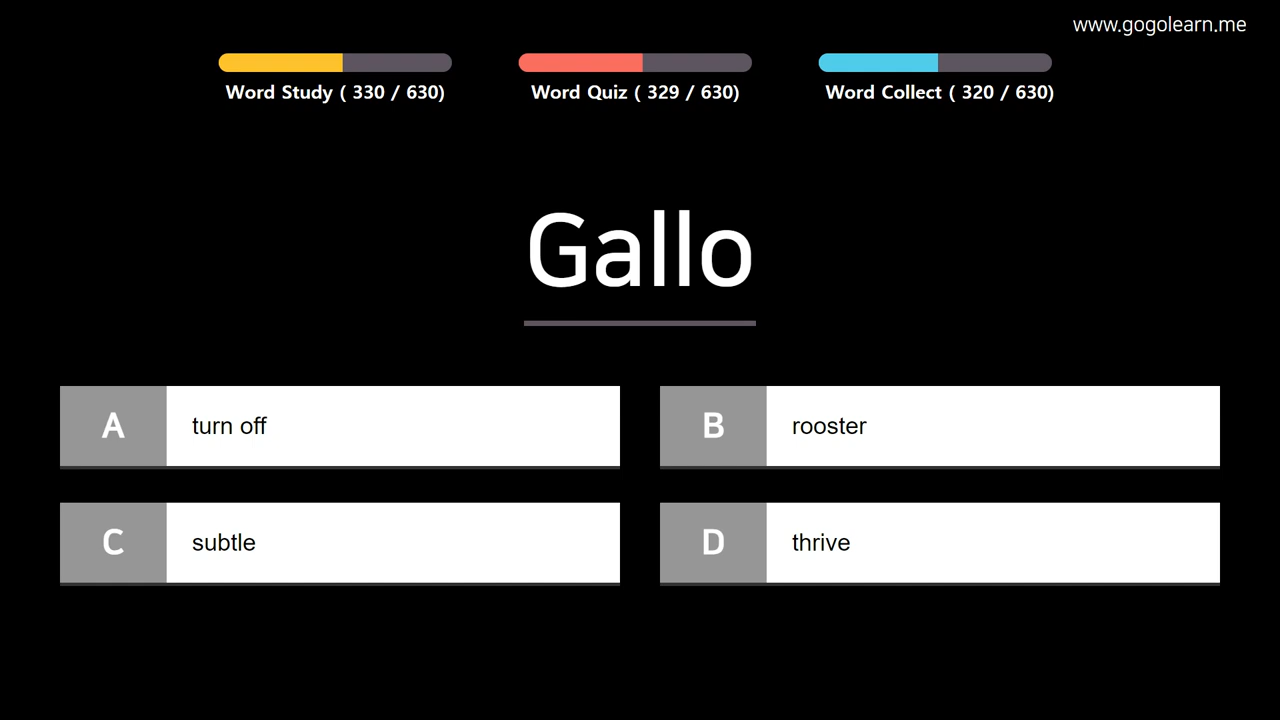 www.gogolearn.me
Word Study ( 330 / 630)
Word Quiz ( 329 / 630)
Word Collect ( 320 / 630)
Gallo
A turn off
B rooster
C subtle
D thrive